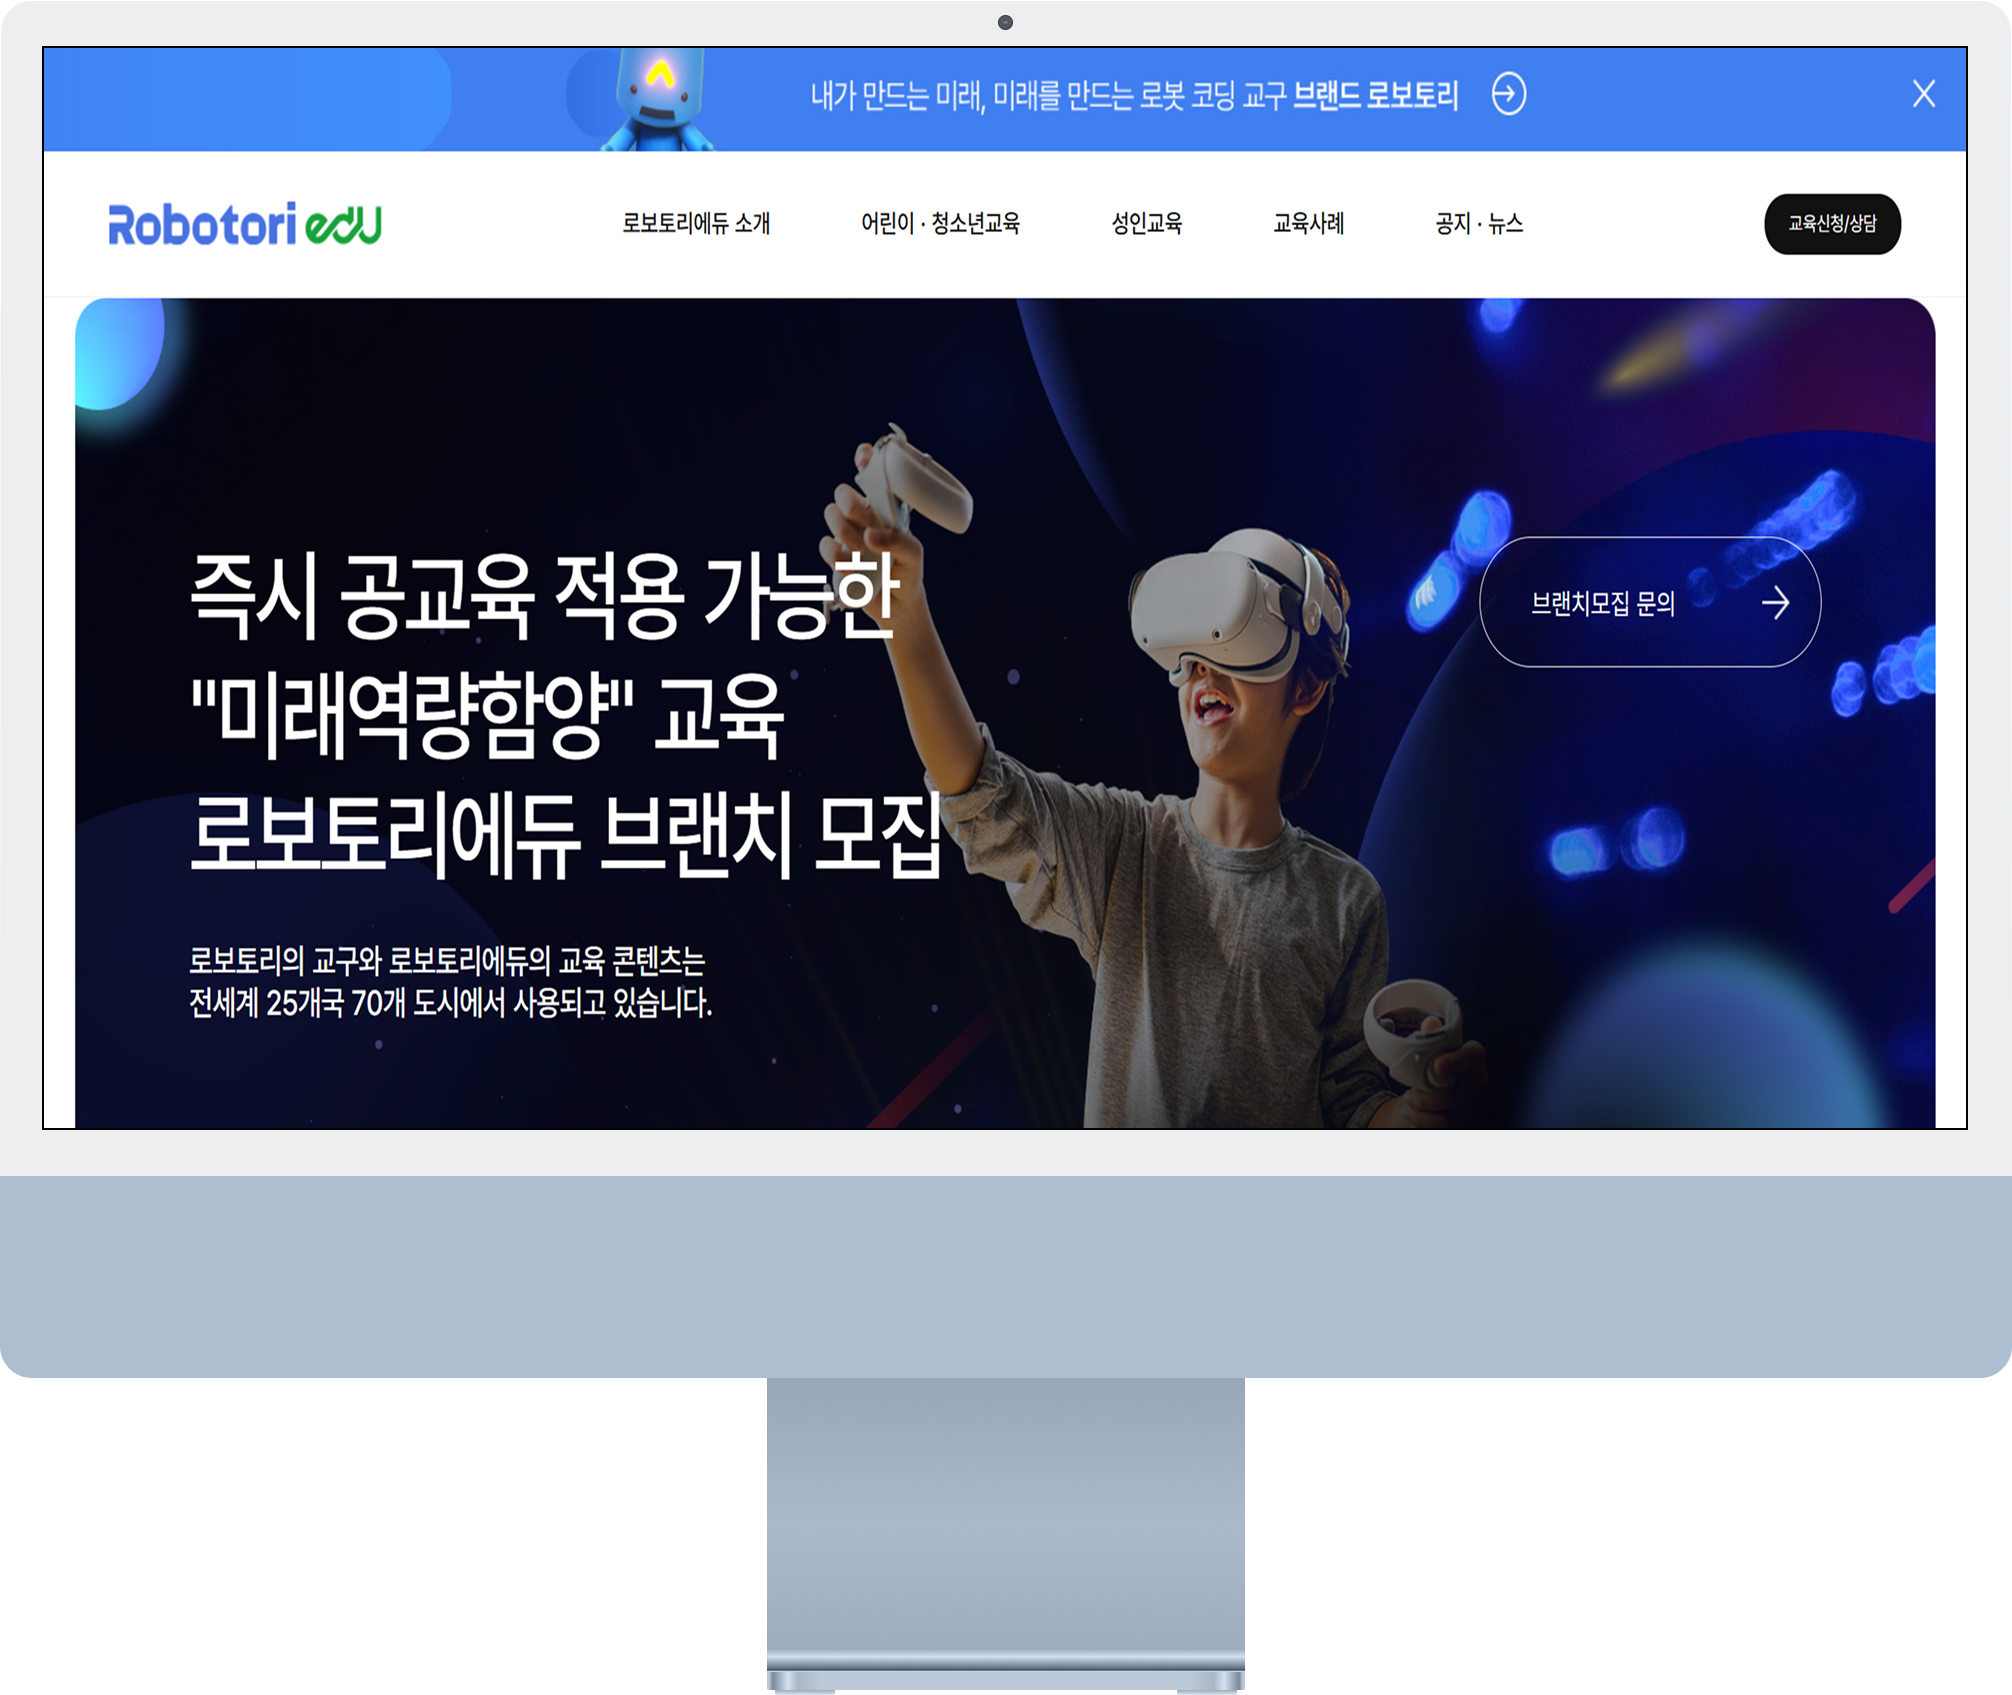 내가 만드는 미래, 미래를 만드는 로봇 코딩 교구 브랜드 로보토리
Robotori edu
로보토리에듀 소개
어린이 · 청소년교육
성인교육
교육사례
공지 · 뉴스
교육신청/상담
즉시 공교육 적용 가능한
"미래역량함양" 교육
로보토리에듀 브랜치 모집
브랜치모집 문의
로보토리의 교구와 로보토리에듀의 교육 콘텐츠는
전세계 25개국 70개 도시에서 사용되고 있습니다.